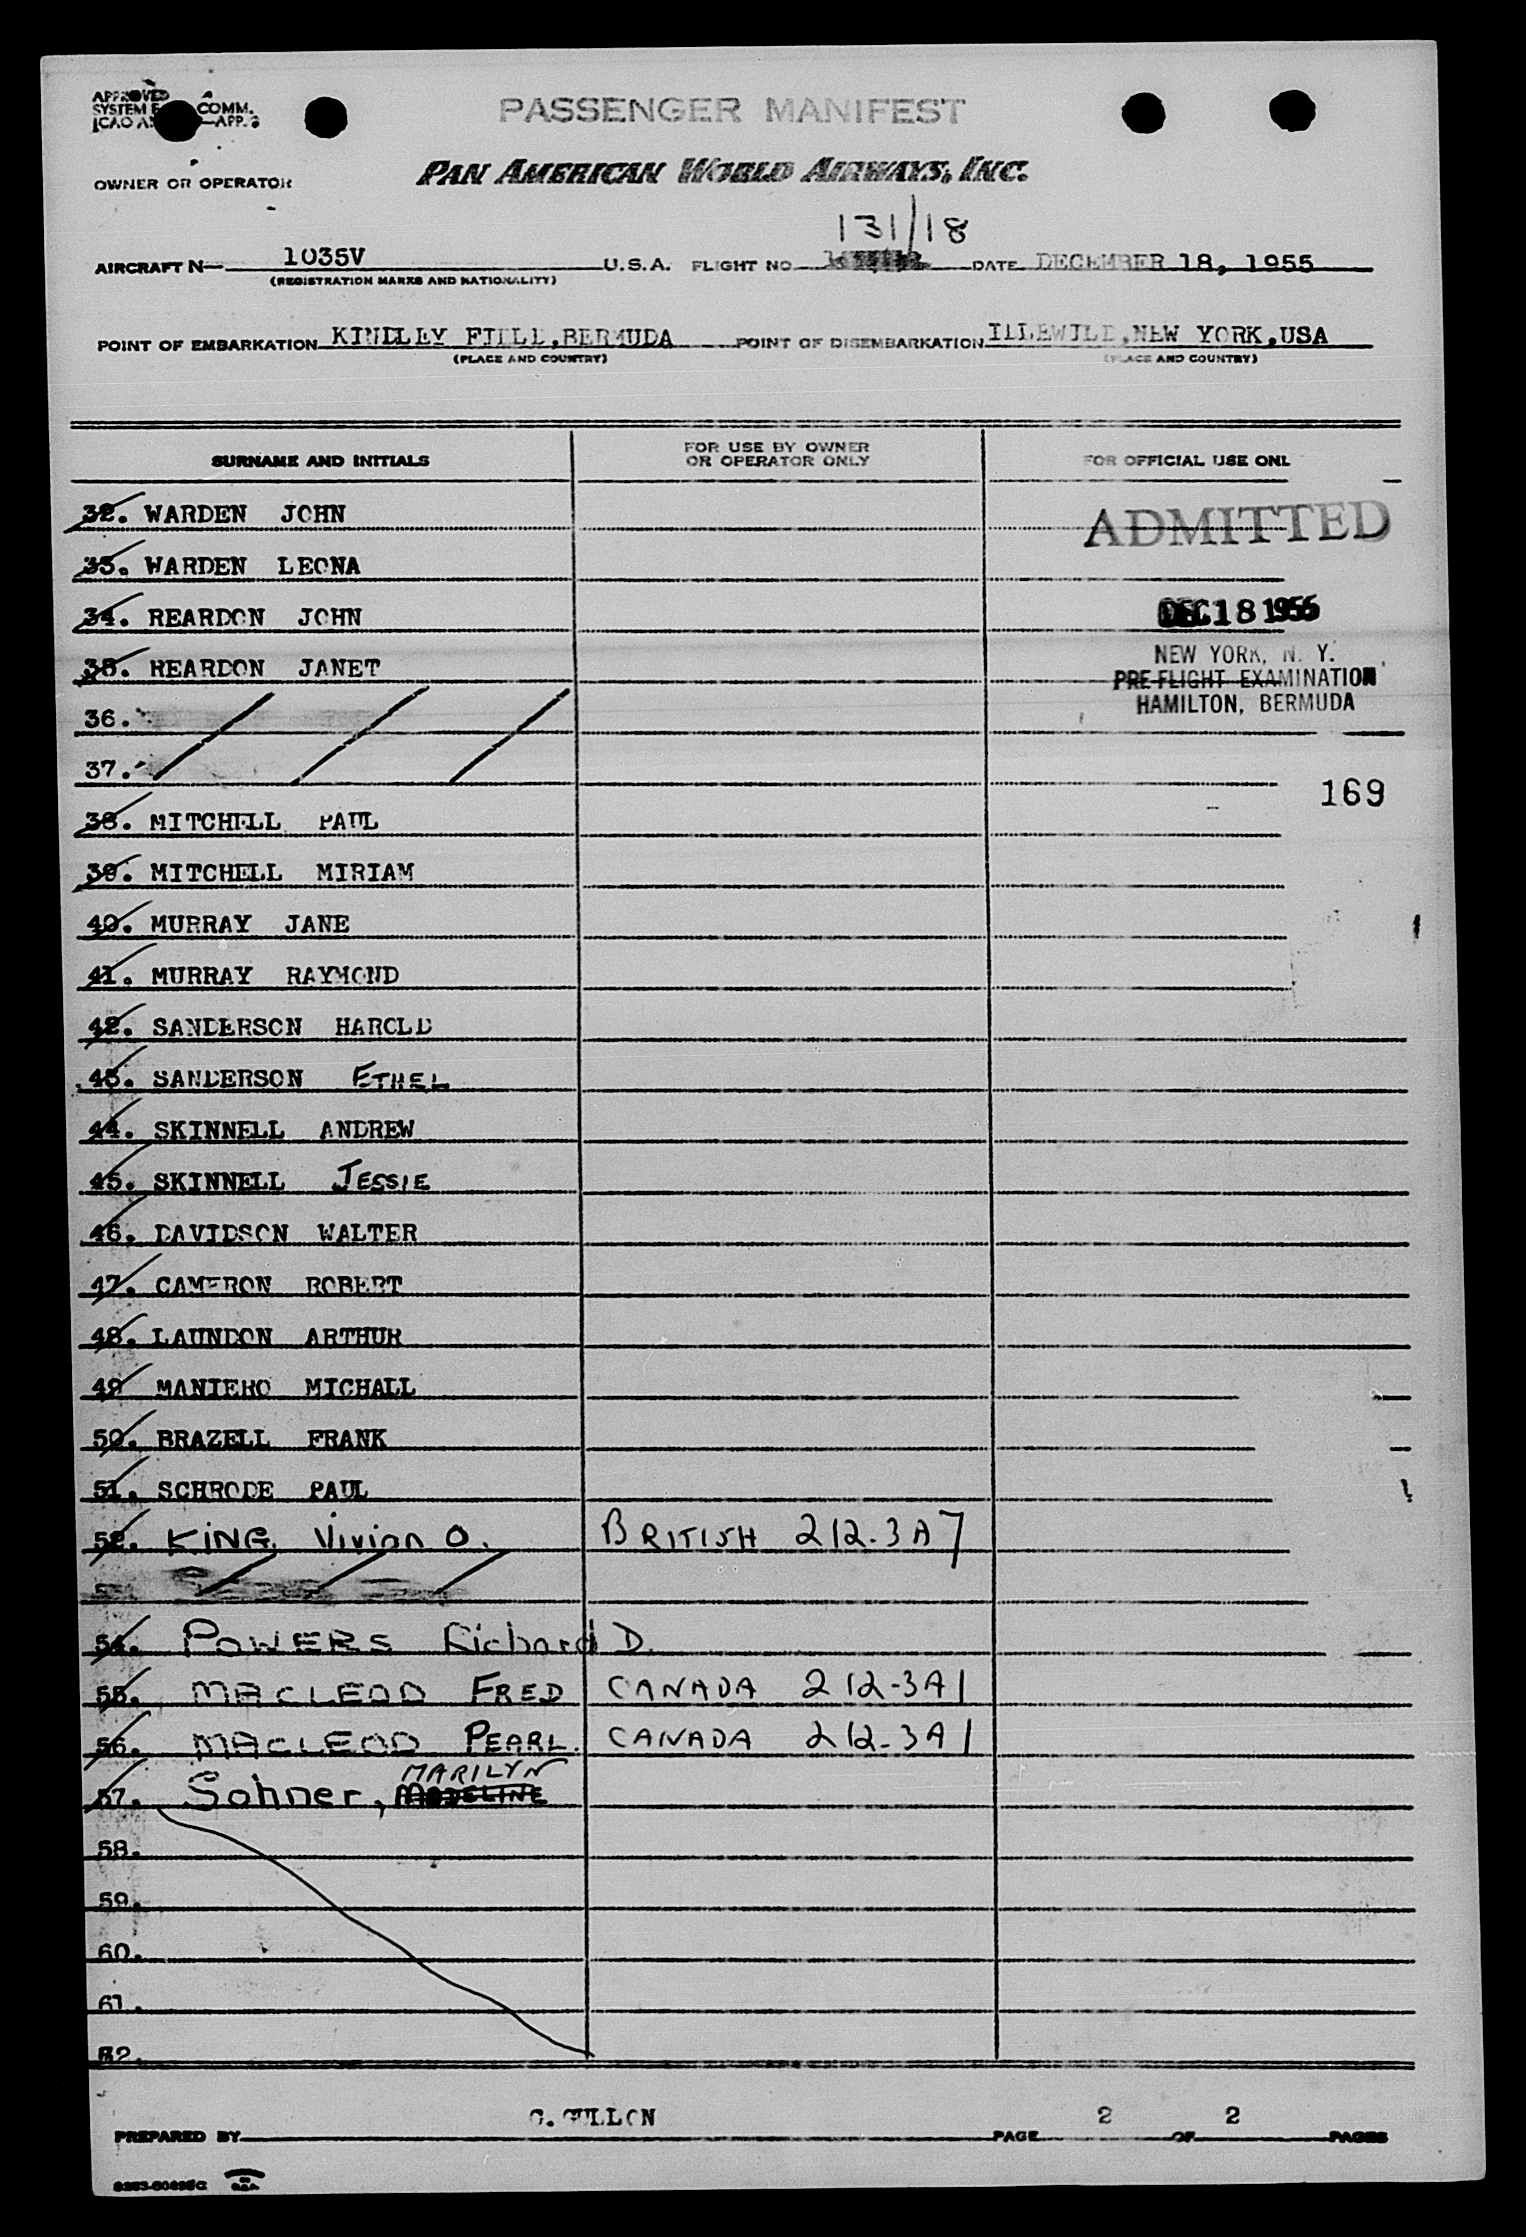 APPROVED
SYSTEM COMM.
ICAO APP.
PASSENGER MANIFEST
OWNER OR OPERATOR
PAN AMERICAN WORLD AIRWAYS, INC.
131/18
AIRCRAFT N— 1035V U.S.A. FLIGHT NO DATE DECEMBER 18, 1955
(REGISTRATION MARKS AND NATIONALITY)
POINT OF EMBARKATION KINDLEY FIELD,BERMUDA POINT OF DISEMBARKATION IDLEWILD,NEW YORK,USA
(PLACE AND COUNTRY) (PLACE AND COUNTRY)
SURNAME AND INITIALS FOR USE BY OWNER OR OPERATOR ONLY FOR OFFICIAL USE ONL
32. WARDEN JOHN
ADMITTED
33. WARDEN LEONA
34. REARDON JOHN
DEC 18 1955
NEW YORK, N. Y.
35. REARDON JANET
PRE-FLIGHT EXAMINATION
HAMILTON, BERMUDA
36.
37.
169
38. MITCHELL PAUL
39. MITCHELL MIRIAM
40. MURRAY JANE
41. MURRAY RAYMOND
42. SANDERSON HAROLD
43. SANDERSON ETHEL
44. SKINNELL ANDREW
45. SKINNELL JESSIE
46. DAVIDSON WALTER
47. CAMERON ROBERT
48. LAUNDON ARTHUR
49 MANIERO MICHALL
50. BRAZELL FRANK
51. SCHRODE PAUL
52. KING Vivian O. BRITISH 212-3A7
54. POWERS Richard D.
55. MACLEOD FRED CANADA 212-3A1
56. MACLEOD PEARL. CANADA 212-3A1
MARILYN
57. Sohner, MADELINE
58.
59.
60.
61.
62.
G. GULLON 2 2
PREPARED BY PAGE OF PAGES